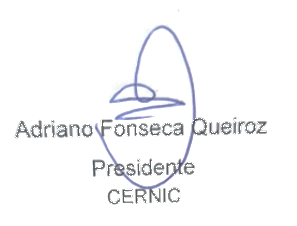 Adriano Fonseca Queiroz
Presidente
CERNIC